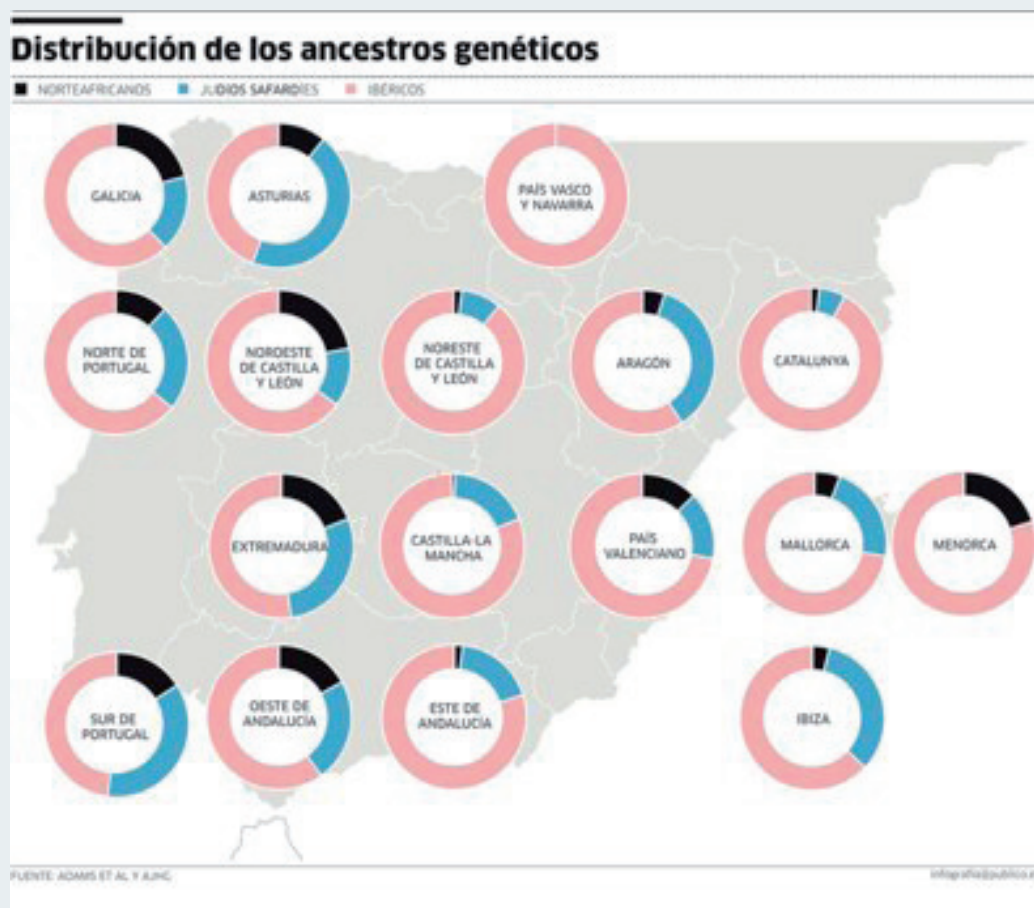 Distribución de los ancestros genéticos
NORTEAFRICANOS JUDIOS SAFARDÍES IBÉRICOS
GALICIA
ASTURIAS
PAÍS VASCO
Y NAVARRA
NORTE DE
PORTUGAL
NOROESTE
DE CASTILLA
Y LEÓN
NORESTE
DE CASTILLA
Y LEÓN
ARAGÓN
CATALUNYA
EXTREMADURA
CASTILLA-LA
MANCHA
PAÍS
VALENCIANO
MALLORCA
MENORCA
SUR DE
PORTUGAL
OESTE DE
ANDALUCÍA
ESTE DE
ANDALUCÍA
IBIZA
FUENTE: ADAMS ET AL Y AJHG